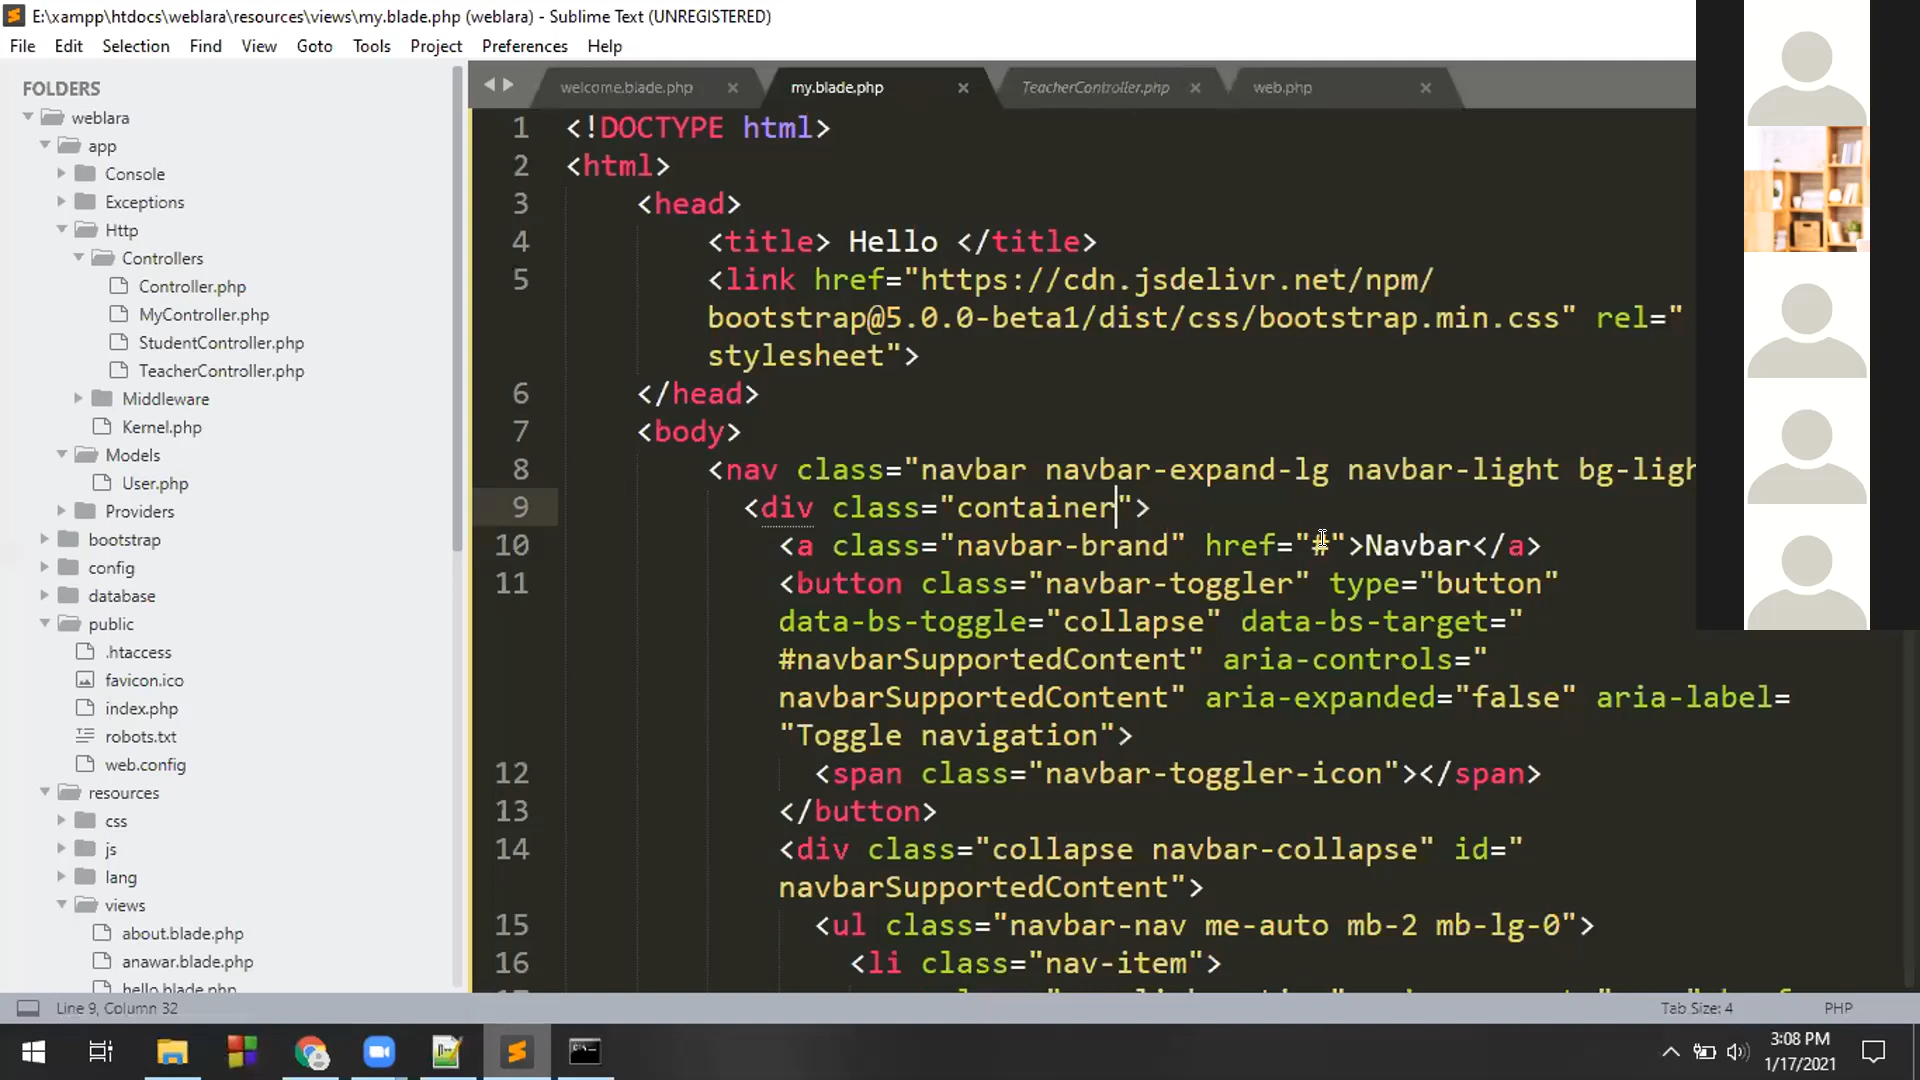 E:\xampp\htdocs\weblara\resources\views\my.blade.php (weblara) - Sublime Text (UNREGISTERED)
File Edit Selection Find View Goto Tools Project Preferences Help
FOLDERS
weblara
app
Console
Exceptions
Http
Controllers
Controller.php
MyController.php
StudentController.php
TeacherController.php
Middleware
Kernel.php
Models
User.php
Providers
bootstrap
config
database
public
.htaccess
favicon.ico
index.php
robots.txt
web.config
resources
css
js
lang
views
about.blade.php
anawar.blade.php
hello.blade.php
welcome.blade.php my.blade.php TeacherController.php web.php
1 <!DOCTYPE html>
2 <html>
3 <head>
4 <title> Hello </title>
5 <link href="https://cdn.jsdelivr.net/npm/
bootstrap@5.0.0-beta1/dist/css/bootstrap.min.css" rel="
stylesheet">
6 </head>
7 <body>
8 <nav class="navbar navbar-expand-lg navbar-light bg-ligh
9 <div class="container">
10 <a class="navbar-brand" href="#">Navbar</a>
11 <button class="navbar-toggler" type="button"
data-bs-toggle="collapse" data-bs-target="
#navbarSupportedContent" aria-controls="
navbarSupportedContent" aria-expanded="false" aria-label=
"Toggle navigation">
12 <span class="navbar-toggler-icon"></span>
13 </button>
14 <div class="collapse navbar-collapse" id="
navbarSupportedContent">
15 <ul class="navbar-nav me-auto mb-2 mb-lg-0">
16 <li class="nav-item">
Line 9, Column 32 Tab Size: 4 PHP
3:08 PM
1/17/2021